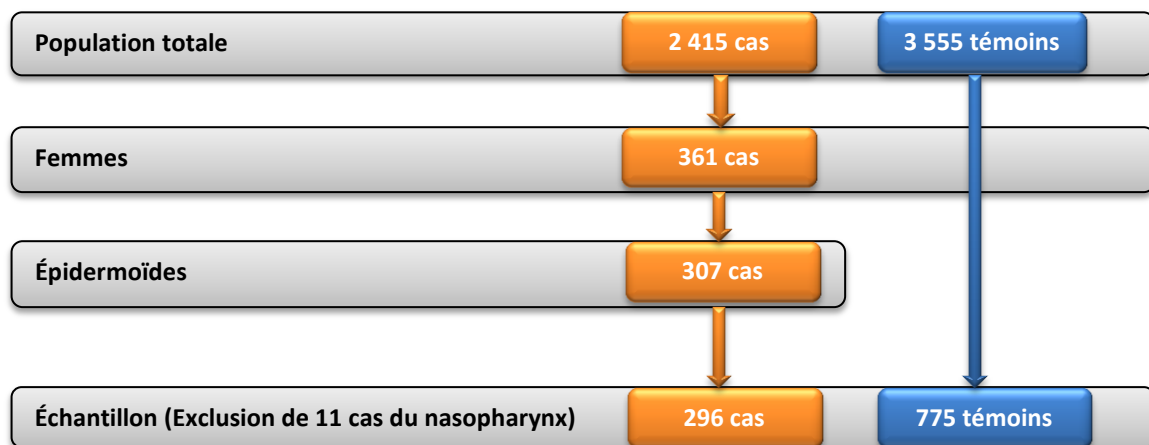 Population totale 2 415 cas 3 555 témoins
Femmes 361 cas
Épidermoïdes 307 cas
Échantillon (Exclusion de 11 cas du nasopharynx) 296 cas 775 témoins